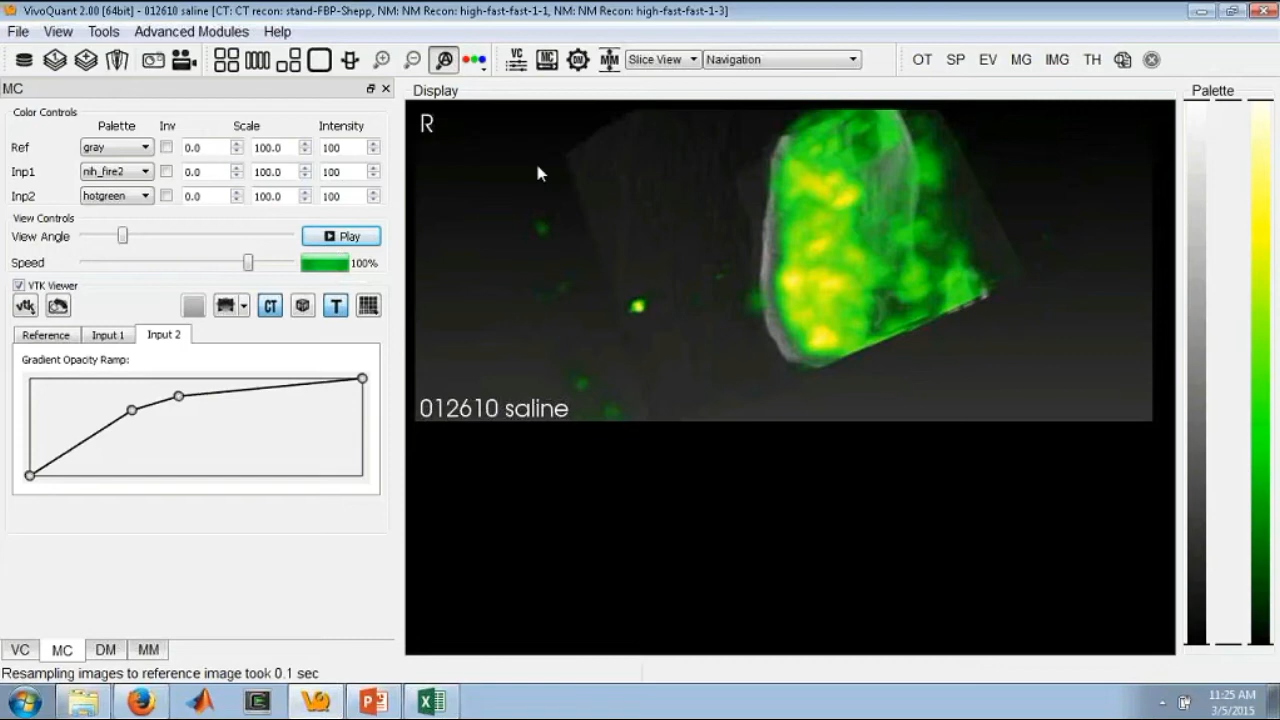 VivoQuant 2.00 [64bit] - 012610 saline [CT: CT recon: stand-FBP-Shepp, NM: NM Recon: high-fast-fast-1-1, NM: NM Recon: high-fast-fast-1-3]
File View Tools Advanced Modules Help
VC MC DM MM Slice View Navigation OT SP EV MG IMG TH
MC
Display
Palette
Color Controls
Palette Inv Scale Intensity
Ref gray 0.0 100.0 100
Inp1 nih_fire2 0.0 100.0 100
Inp2 hotgreen 0.0 100.0 100
View Controls
View Angle Play
Speed 100%
VTK Viewer
vtk CT T
Reference Input 1 Input 2
Gradient Opacity Ramp:
R
012610 saline
VC MC DM MM
Resampling images to reference image took 0.1 sec
11:25 AM
3/5/2015